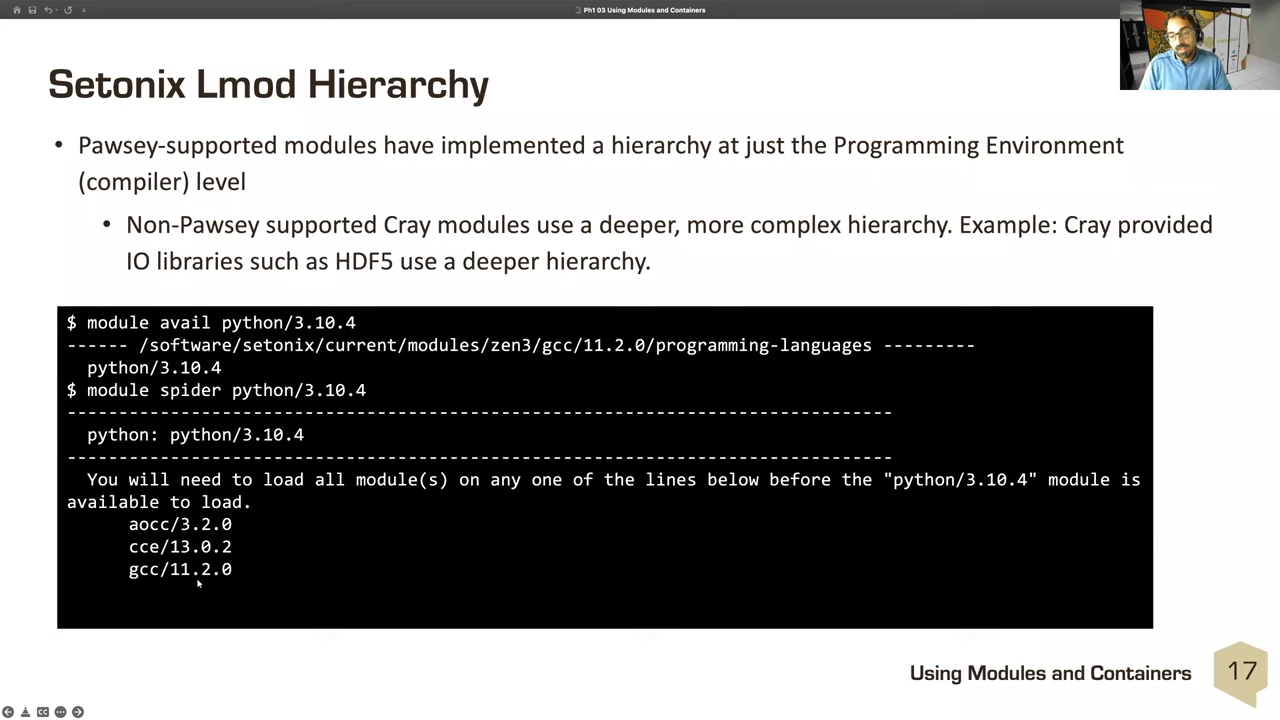 Ph1 03 Using Modules and Containers
Setonix Lmod Hierarchy
• Pawsey-supported modules have implemented a hierarchy at just the Programming Environment
(compiler) level
• Non-Pawsey supported Cray modules use a deeper, more complex hierarchy. Example: Cray provided
IO libraries such as HDF5 use a deeper hierarchy.
$ module avail python/3.10.4
------ /software/setonix/current/modules/zen3/gcc/11.2.0/programming-languages ---------
python/3.10.4
$ module spider python/3.10.4
--------------------------------------------------------------------------------
python: python/3.10.4
--------------------------------------------------------------------------------
You will need to load all module(s) on any one of the lines below before the "python/3.10.4" module is
available to load.
aocc/3.2.0
cce/13.0.2
gcc/11.2.0
Using Modules and Containers
17